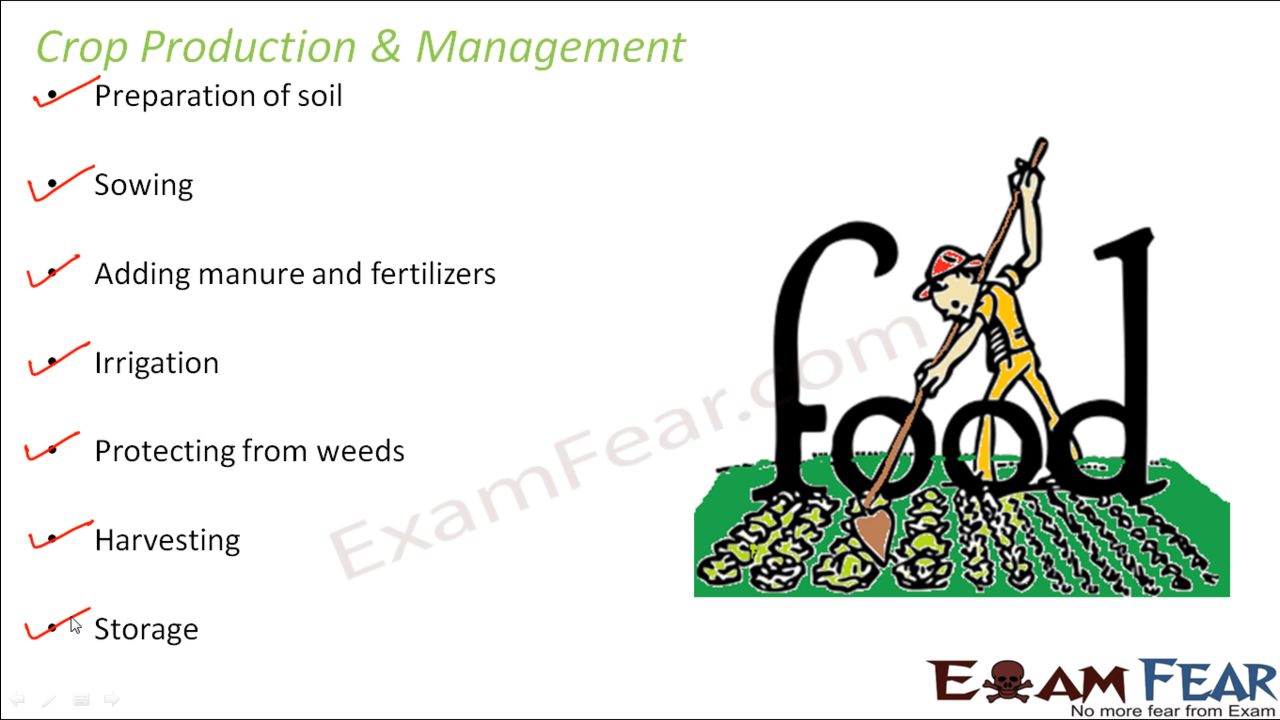 Crop Production & Management
• Preparation of soil
• Sowing
• Adding manure and fertilizers
• Irrigation
• Protecting from weeds
• Harvesting
• Storage
food
ExamFear.com
EXAM FEAR
No more fear from Exam